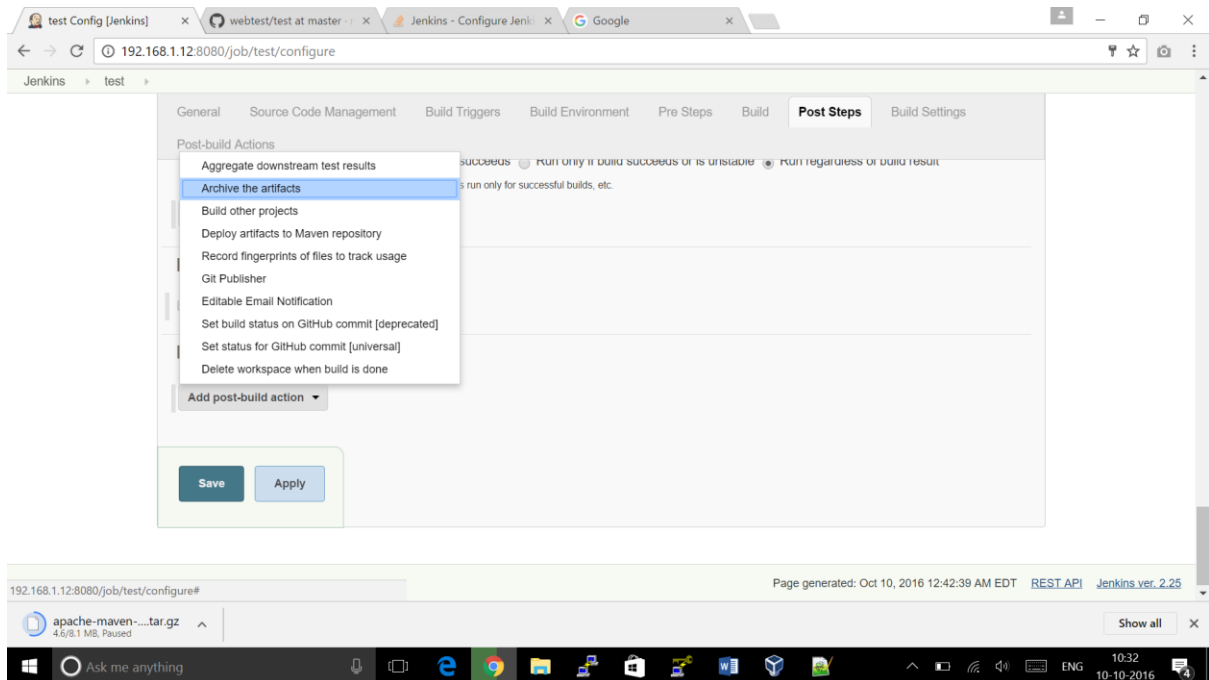 test Config [Jenkins]
webtest/test at master
Jenkins - Configure Jenki
Google
192.168.1.12:8080/job/test/configure
Jenkins test
General Source Code Management Build Triggers Build Environment Pre Steps Build Post Steps Build Settings
Post-build Actions
succeeds Run only if build succeeds or is unstable Run regardless of build result
s run only for successful builds, etc.
Aggregate downstream test results
Archive the artifacts
Build other projects
Deploy artifacts to Maven repository
Record fingerprints of files to track usage
Git Publisher
Editable Email Notification
Set build status on GitHub commit [deprecated]
Set status for GitHub commit [universal]
Delete workspace when build is done
Add post-build action
Save Apply
Page generated: Oct 10, 2016 12:42:39 AM EDT REST API Jenkins ver. 2.25
192.168.1.12:8080/job/test/configure#
apache-maven-....tar.gz
4.6/8.1 MB, Paused
Show all
Ask me anything
ENG
10:32
10-10-2016
4